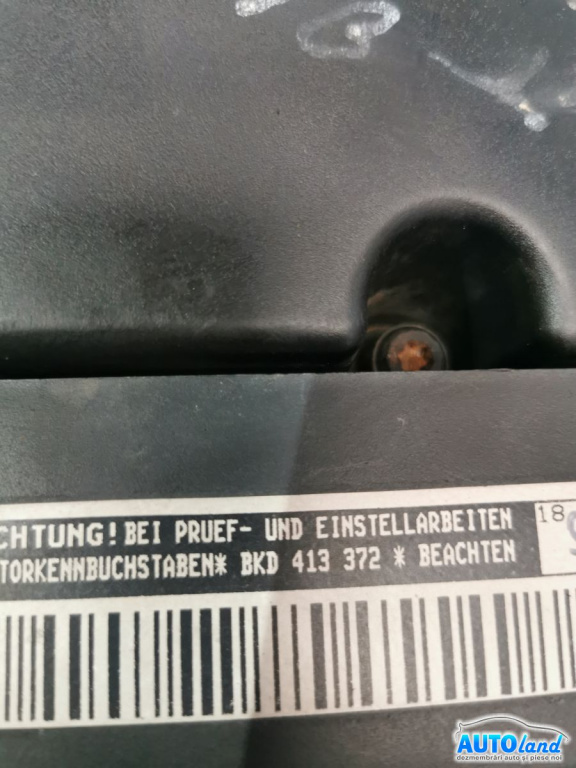 CHTUNG! BEI PRUEF- UND EINSTELLARBEITEN
TORKENNBUCHSTABEN* BKD 413 372 * BEACHTEN
18
AUTOland
dezmembrări auto și piese noi